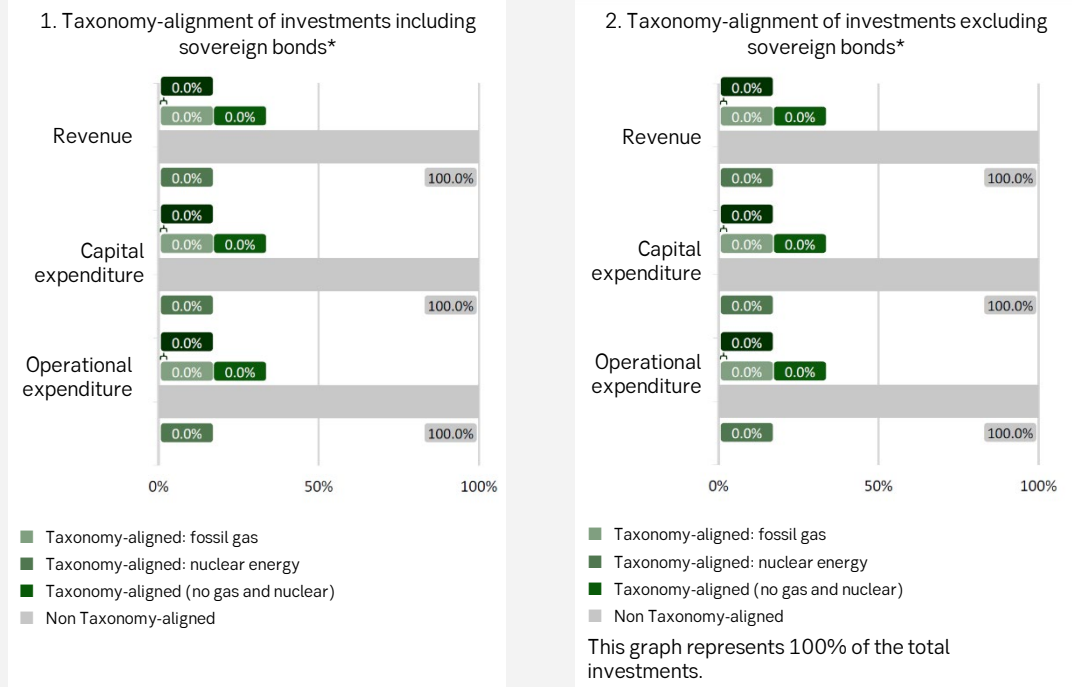 1. Taxonomy-alignment of investments including
sovereign bonds*
0.0%
0.0% 0.0%
Revenue
0.0% 100.0%
0.0%
0.0% 0.0%
Capital
expenditure
0.0% 100.0%
0.0%
0.0% 0.0%
Operational
expenditure
0.0% 100.0%
0% 50% 100%
Taxonomy-aligned: fossil gas
Taxonomy-aligned: nuclear energy
Taxonomy-aligned (no gas and nuclear)
Non Taxonomy-aligned
2. Taxonomy-alignment of investments excluding
sovereign bonds*
0.0%
0.0% 0.0%
Revenue
0.0% 100.0%
0.0%
0.0% 0.0%
Capital
expenditure
0.0% 100.0%
0.0%
0.0% 0.0%
Operational
expenditure
0.0% 100.0%
0% 50% 100%
Taxonomy-aligned: fossil gas
Taxonomy-aligned: nuclear energy
Taxonomy-aligned (no gas and nuclear)
Non Taxonomy-aligned
This graph represents 100% of the total
investments.